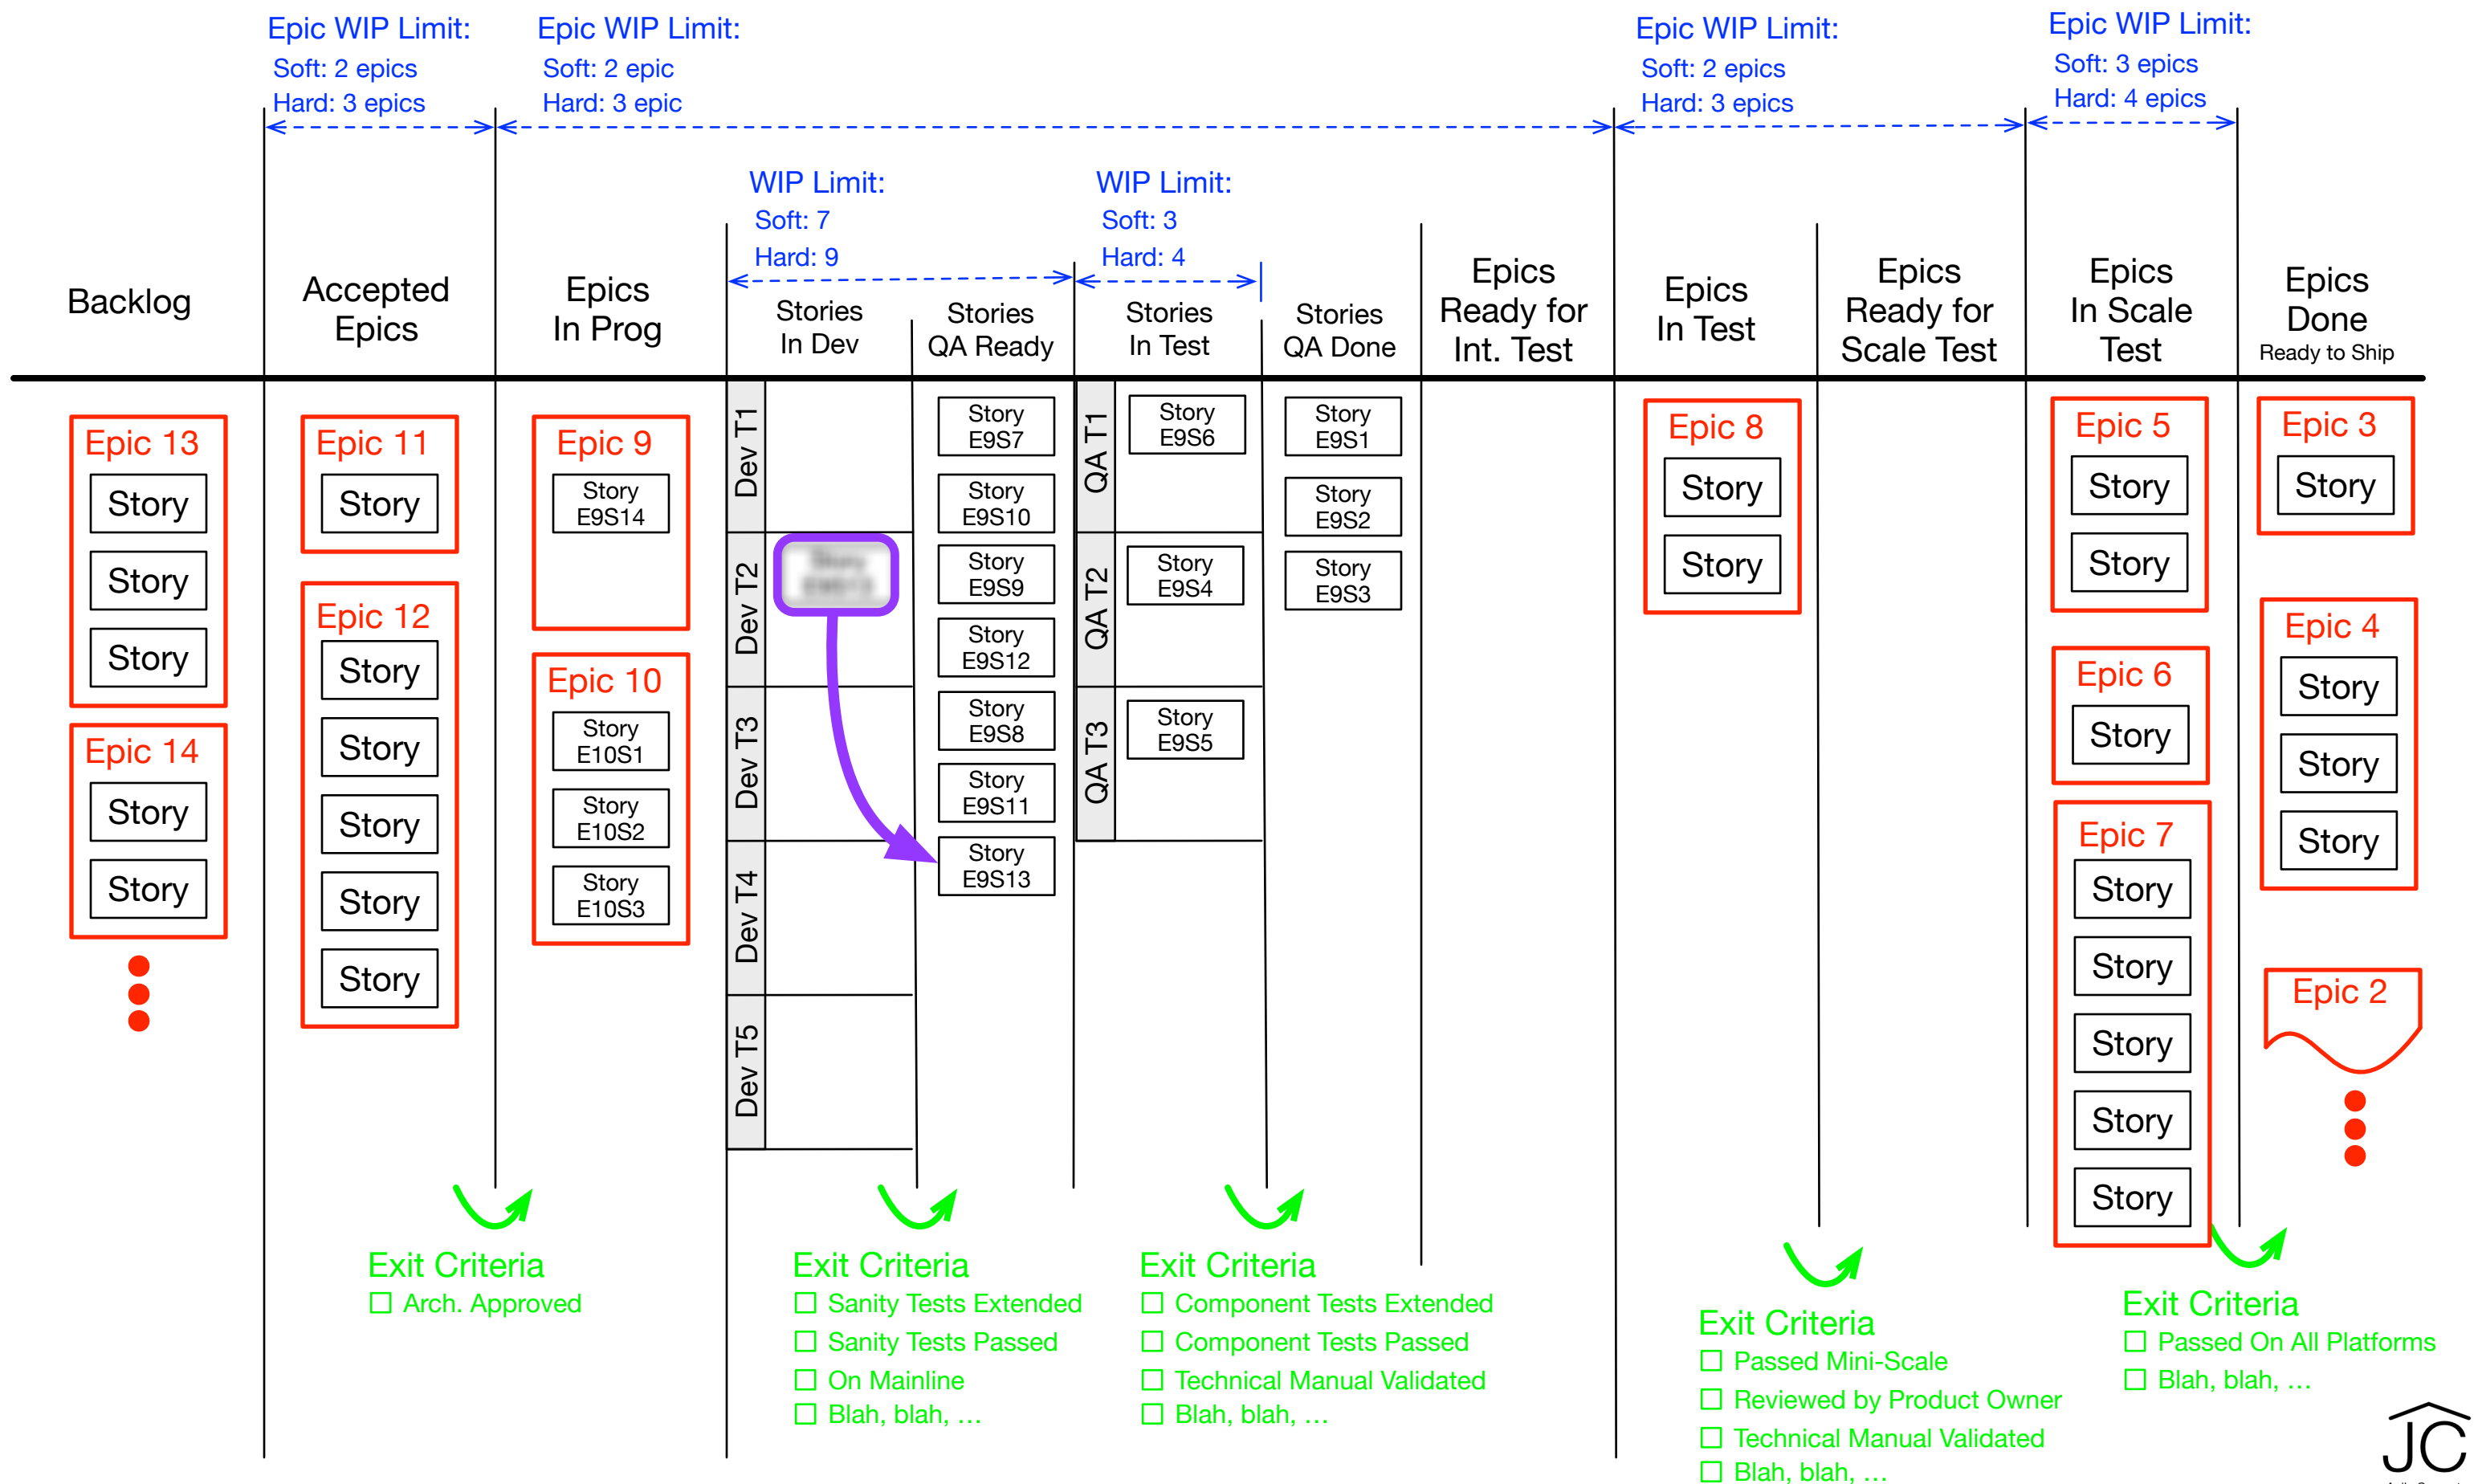 Epic WIP Limit:
Soft: 2 epics
Hard: 3 epics
Epic WIP Limit:
Soft: 2 epic
Hard: 3 epic
Epic WIP Limit:
Soft: 2 epics
Hard: 3 epics
Epic WIP Limit:
Soft: 3 epics
Hard: 4 epics
WIP Limit:
Soft: 7
Hard: 9
WIP Limit:
Soft: 3
Hard: 4
Backlog
Accepted
Epics
Epics
In Prog
Stories
In Dev
Stories
QA Ready
Stories
In Test
Stories
QA Done
Epics
Ready for
Int. Test
Epics
In Test
Epics
Ready for
Scale Test
Epics
In Scale
Test
Epics
Done
Ready to Ship
Epic 13
Story
Story
Story
Epic 14
Story
Story
Epic 11
Story
Epic 12
Story
Story
Story
Story
Story
Epic 9
Story
E9S14
Epic 10
Story
E10S1
Story
E10S2
Story
E10S3
Dev T1
Dev T2
Dev T3
Dev T4
Dev T5
Story
E9S7
Story
E9S10
Story
E9S9
Story
E9S12
Story
E9S8
Story
E9S11
Story
E9S13
QA T1
QA T2
QA T3
Story
E9S6
Story
E9S4
Story
E9S5
Story
E9S1
Story
E9S2
Story
E9S3
Epic 8
Story
Story
Epic 5
Story
Story
Epic 6
Story
Epic 7
Story
Story
Story
Story
Story
Epic 3
Story
Epic 4
Story
Story
Story
Epic 2
Exit Criteria
Arch. Approved
Exit Criteria
Sanity Tests Extended
Sanity Tests Passed
On Mainline
Blah, blah, …
Exit Criteria
Component Tests Extended
Component Tests Passed
Technical Manual Validated
Blah, blah, …
Exit Criteria
Passed Mini-Scale
Reviewed by Product Owner
Technical Manual Validated
Blah, blah, …
Exit Criteria
Passed On All Platforms
Blah, blah, …
JC